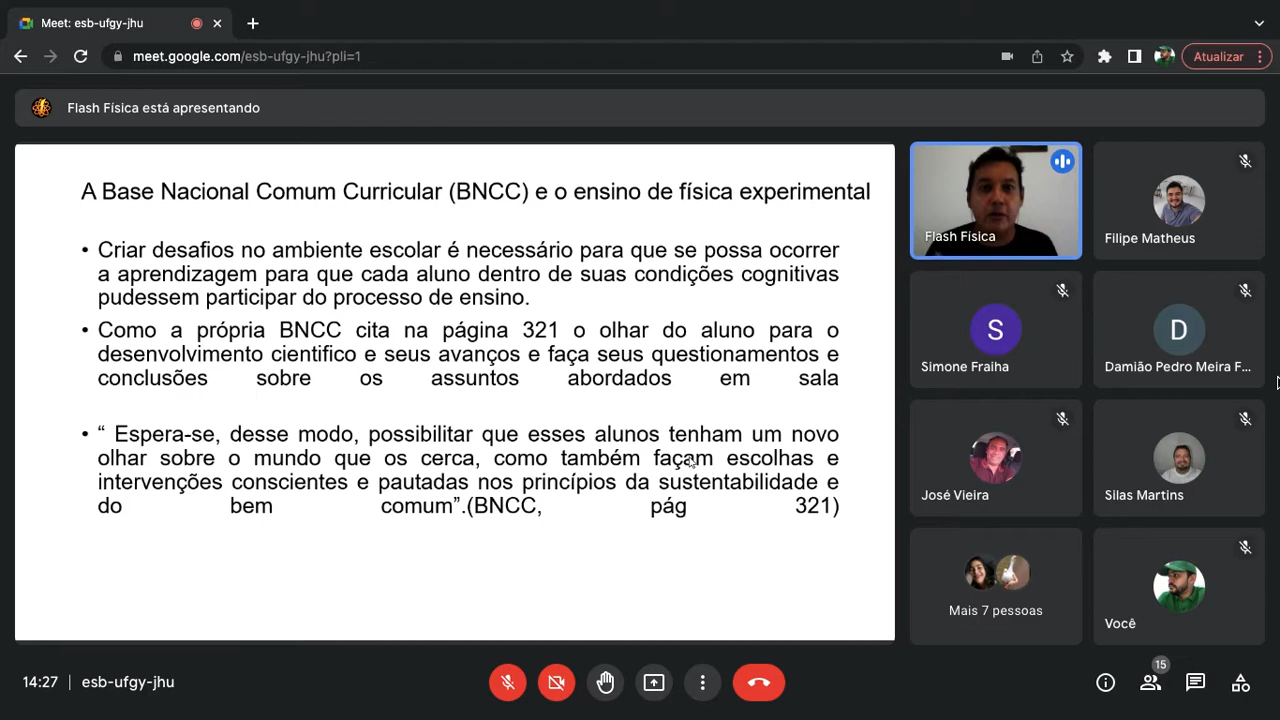 Meet: esb-ufgy-jhu
meet.google.com/esb-ufgy-jhu?pli=1
Atualizar
Flash Física está apresentando
A Base Nacional Comum Curricular (BNCC) e o ensino de física experimental
• Criar desafios no ambiente escolar é necessário para que se possa ocorrer
a aprendizagem para que cada aluno dentro de suas condições cognitivas
pudessem participar do processo de ensino.
• Como a própria BNCC cita na página 321 o olhar do aluno para o
desenvolvimento cientifico e seus avanços e faça seus questionamentos e
conclusões sobre os assuntos abordados em sala
• “ Espera-se, desse modo, possibilitar que esses alunos tenham um novo
olhar sobre o mundo que os cerca, como também façam escolhas e
intervenções conscientes e pautadas nos princípios da sustentabilidade e
do bem comum”.(BNCC, pág 321)
Flash Física
Filipe Matheus
S
Simone Fraiha
D
Damião Pedro Meira F...
José Vieira
Silas Martins
Mais 7 pessoas
Você
14:27 | esb-ufgy-jhu
15